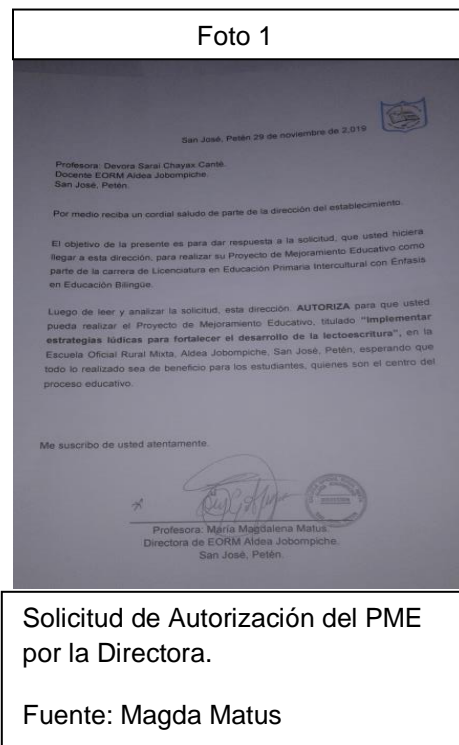 Foto 1
San José, Petén 29 de noviembre de 2,019
Profesora: Devora Sarai Chayax Canté.
Docente EORM Aldea Jobompiche.
San José, Petén.
Por medio reciba un cordial saludo de parte de la dirección del establecimiento.
El objetivo de la presente es para dar respuesta a la solicitud, que usted hiciera
llegar a esta dirección, para realizar su Proyecto de Mejoramiento Educativo como
parte de la carrera de Licenciatura en Educación Primaria Intercultural con Énfasis
en Educación Bilingüe.
Luego de leer y analizar la solicitud, esta dirección. AUTORIZA para que usted
pueda realizar el Proyecto de Mejoramiento Educativo, titulado "Implementar
estrategias lúdicas para fortalecer el desarrollo de la lectoescritura", en la
Escuela Oficial Rural Mixta, Aldea Jobompiche, San José, Petén, esperando que
todo lo realizado sea de beneficio para los estudiantes, quienes son el centro del
proceso educativo.
Me suscribo de usted atentamente.
Profesora: María Magdalena Matus.
Directora de EORM Aldea Jobompiche.
San José, Petén.
Solicitud de Autorización del PME
por la Directora.
Fuente: Magda Matus